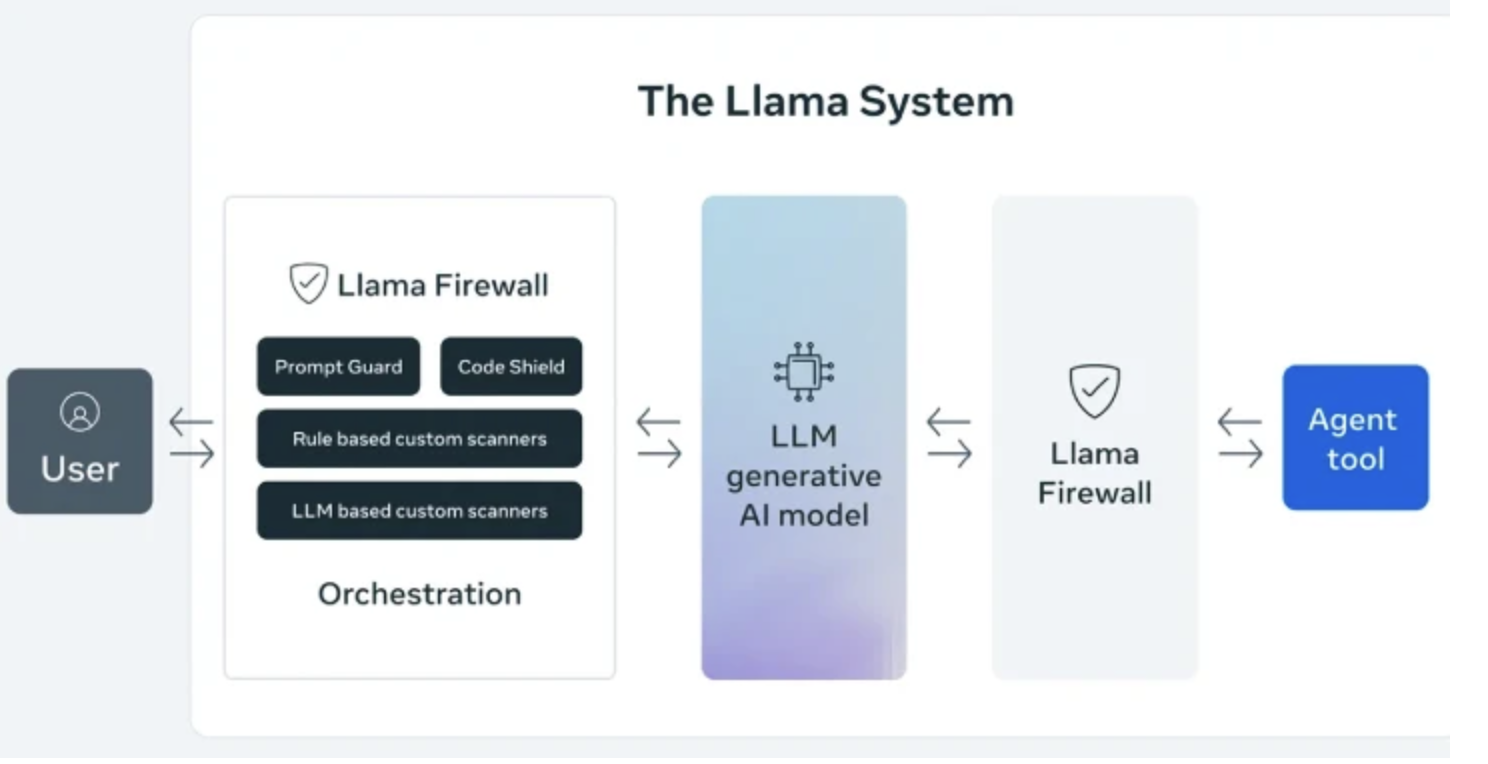 The Llama System
User
Llama Firewall
Prompt Guard
Code Shield
Rule based custom scanners
LLM based custom scanners
Orchestration
LLM
generative
AI model
Llama
Firewall
Agent
tool